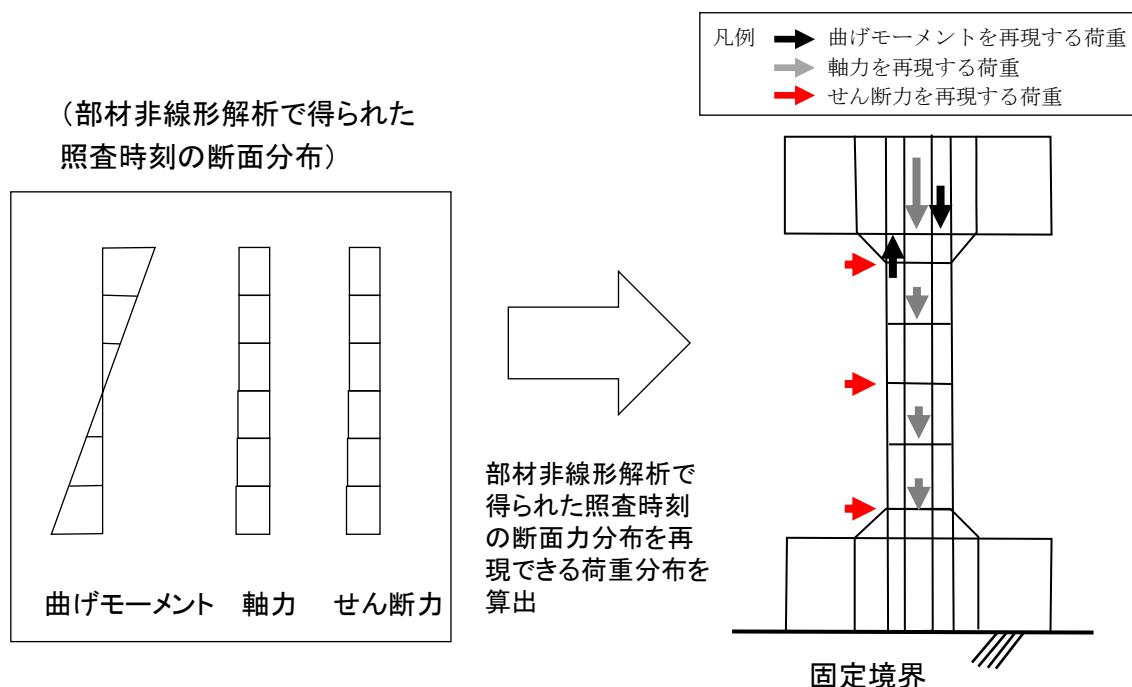 凡例 曲げモーメントを再現する荷重
軸力を再現する荷重
せん断力を再現する荷重
(部材非線形解析で得られた
照査時刻の断面分布)
曲げモーメント 軸力 せん断力
部材非線形解析で
得られた照査時刻
の断面力分布を再
現できる荷重分布を
算出
固定境界